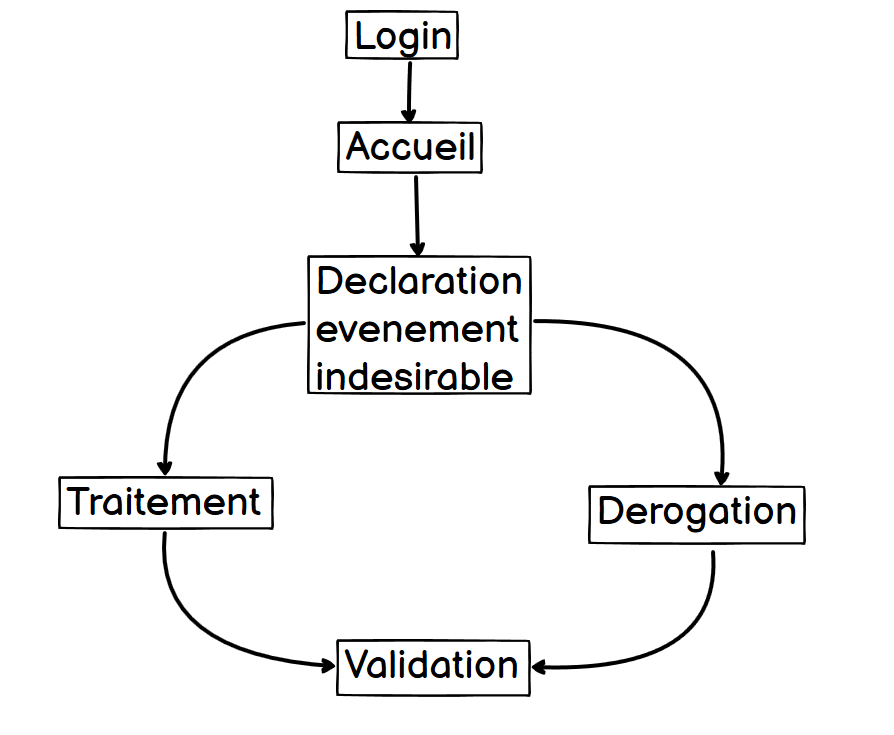 Login
Accueil
Declaration
evenement
indesirable
Traitement
Derogation
Validation